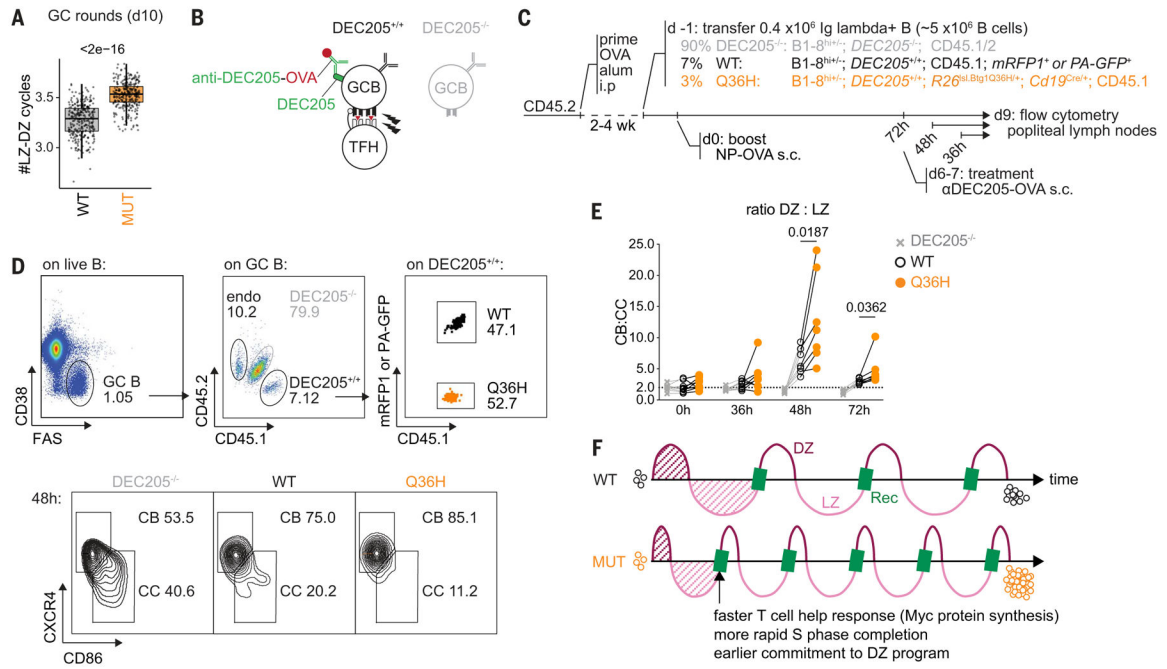 A
GC rounds (d10)
<2e−16
#LZ-DZ cycles
3.5
3.0
WT
MUT
B
DEC205+/+
DEC205-/-
anti-DEC205-OVA
DEC205
GCB
GCB
TFH
C
prime
OVA
alum
i.p
CD45.2
2-4 wk
d -1: transfer 0.4 x10⁶ Ig lambda+ B (~5 x10⁶ B cells)
90% DEC205-/-: B1-8hi+/-; DEC205-/-; CD45.1/2
7% WT: B1-8hi+/-; DEC205+/+; CD45.1; mRFP1+ or PA-GFP+
3% Q36H: B1-8hi+/-; DEC205+/+; R26lsl.Btg1Q36H/+; Cd19Cre/+; CD45.1
d0: boost
NP-OVA s.c.
72h
48h
36h
d9: flow cytometry
popliteal lymph nodes
d6-7: treatment
αDEC205-OVA s.c.
D
on live B:
GC B
1.05
CD38
FAS
on GC B:
endo
10.2
DEC205-/-
79.9
DEC205+/+
7.12
CD45.2
CD45.1
on DEC205+/+:
WT
47.1
Q36H
52.7
mRFP1 or PA-GFP
CD45.1
48h:
DEC205-/-
WT
Q36H
CB 53.5
CC 40.6
CB 75.0
CC 20.2
CB 85.1
CC 11.2
CXCR4
CD86
E
ratio DZ : LZ
0.0187
0.0362
CB:CC
25.0
20.0
15.0
10.0
5.0
2.0
0.0
0h
36h
48h
72h
DEC205-/-
WT
Q36H
F
WT
DZ
LZ
Rec
time
MUT
faster T cell help response (Myc protein synthesis)
more rapid S phase completion
earlier commitment to DZ program